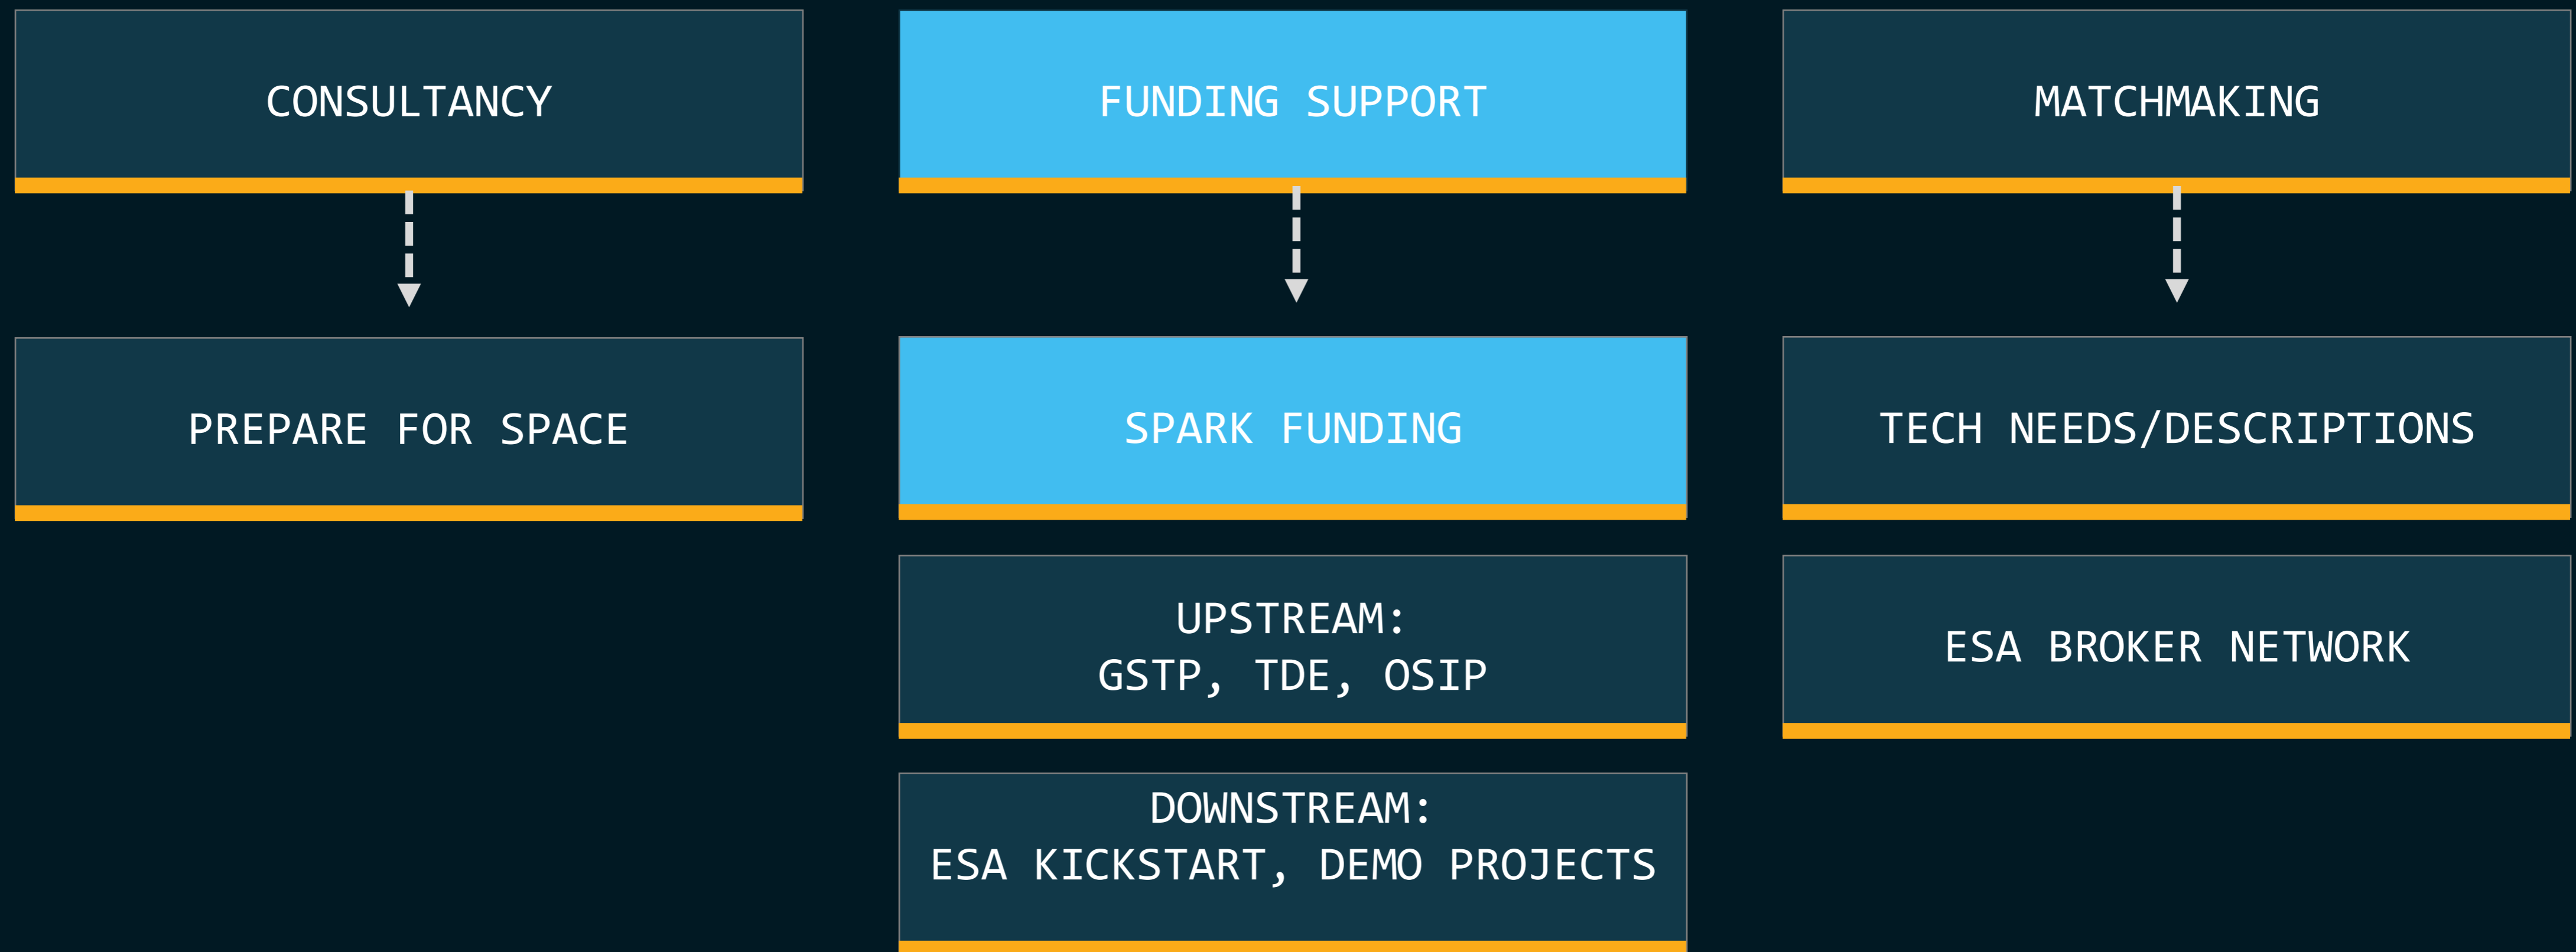 CONSULTANCY
FUNDING SUPPORT
MATCHMAKING
PREPARE FOR SPACE
SPARK FUNDING
TECH NEEDS/DESCRIPTIONS
UPSTREAM:
GSTP, TDE, OSIP
ESA BROKER NETWORK
DOWNSTREAM:
ESA KICKSTART, DEMO PROJECTS